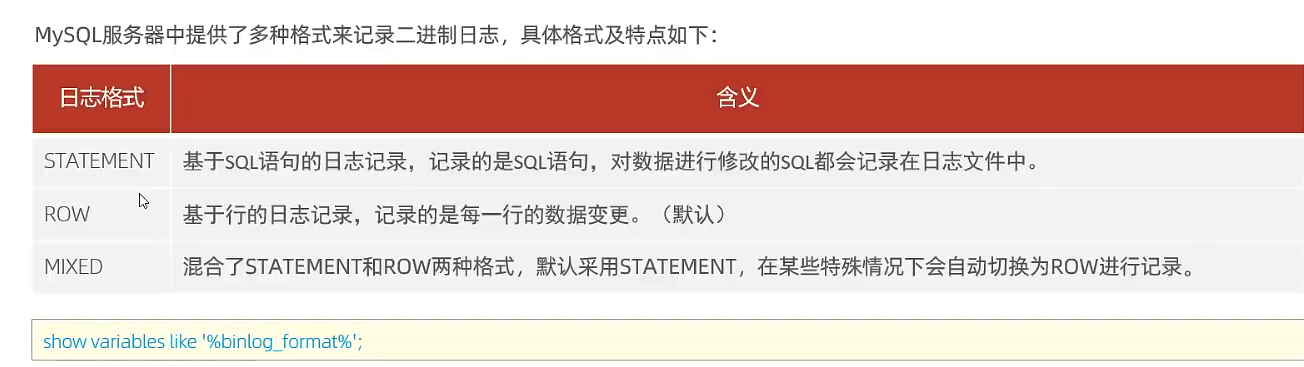 MySQL服务器中提供了多种格式来记录二进制日志，具体格式及特点如下：
日志格式 含义
STATEMENT 基于SQL语句的日志记录，记录的是SQL语句，对数据进行修改的SQL都会记录在日志文件中。
ROW 基于行的日志记录，记录的是每一行的数据变更。（默认）
MIXED 混合了STATEMENT和ROW两种格式，默认采用STATEMENT，在某些特殊情况下会自动切换为ROW进行记录。
show variables like '%binlog_format%';